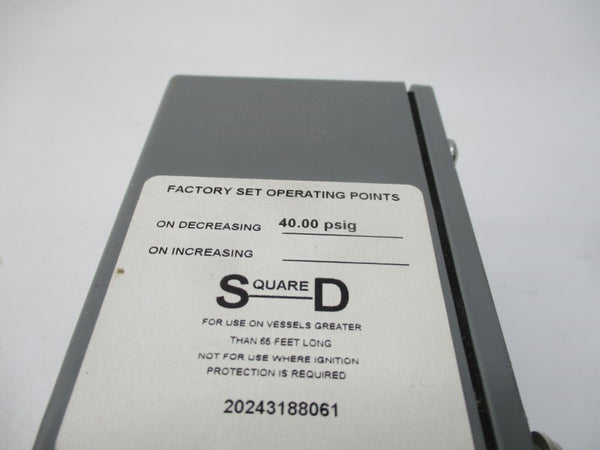 FACTORY SET OPERATING POINTS
ON DECREASING 40.00 psig
ON INCREASING
SQUARE D
FOR USE ON VESSELS GREATER
THAN 65 FEET LONG
NOT FOR USE WHERE IGNITION
PROTECTION IS REQUIRED
20243188061